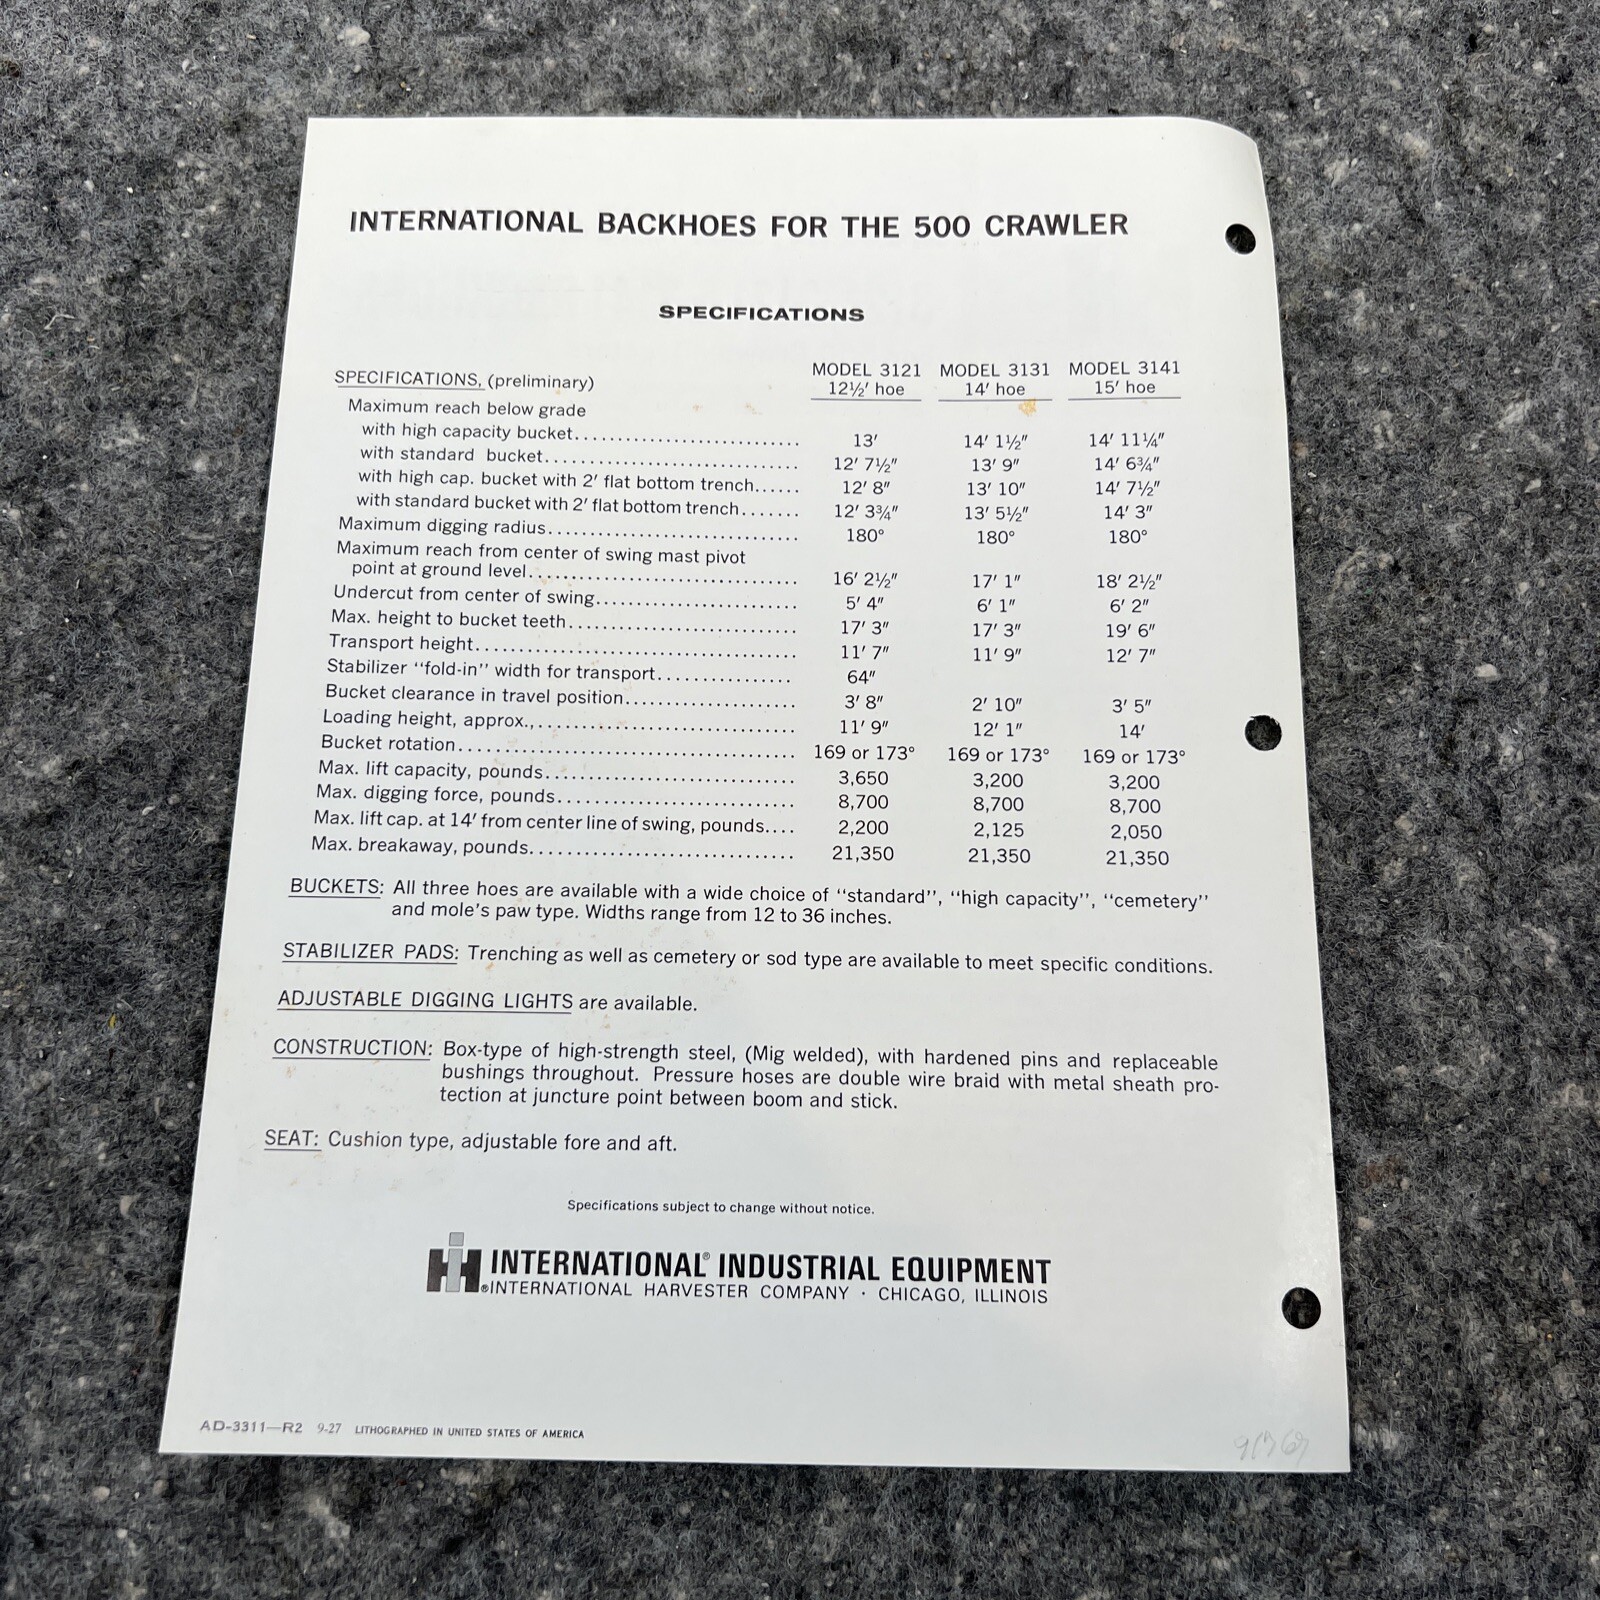 INTERNATIONAL BACKHOES FOR THE 500 CRAWLER
SPECIFICATIONS
SPECIFICATIONS, (preliminary) MODEL 3121 12½' hoe MODEL 3131 14' hoe MODEL 3141 15' hoe
Maximum reach below grade
with high capacity bucket........................... 13' 14' 1½" 14' 11¼"
with standard bucket.............................. 12' 7½" 13' 9" 14' 6¾"
with high cap. bucket with 2' flat bottom trench...... 12' 8" 13' 10" 14' 7½"
with standard bucket with 2' flat bottom trench....... 12' 3¾" 13' 5½" 14' 3"
Maximum digging radius.............................. 180° 180° 180°
Maximum reach from center of swing mast pivot
point at ground level................................ 16' 2½" 17' 1" 18' 2½"
Undercut from center of swing........................ 5' 4" 6' 1" 6' 2"
Max. height to bucket teeth........................... 17' 3" 17' 3" 19' 6"
Transport height...................................... 11' 7" 11' 9" 12' 7"
Stabilizer "fold-in" width for transport................ 64"
Bucket clearance in travel position..................... 3' 8" 2' 10" 3' 5"
Loading height, approx.,.............................. 11' 9" 12' 1" 14'
Bucket rotation........................................ 169 or 173° 169 or 173° 169 or 173°
Max. lift capacity, pounds............................. 3,650 3,200 3,200
Max. digging force, pounds............................ 8,700 8,700 8,700
Max. lift cap. at 14' from center line of swing, pounds.... 2,200 2,125 2,050
Max. breakaway, pounds.............................. 21,350 21,350 21,350
BUCKETS: All three hoes are available with a wide choice of "standard", "high capacity", "cemetery"
and mole's paw type. Widths range from 12 to 36 inches.
STABILIZER PADS: Trenching as well as cemetery or sod type are available to meet specific conditions.
ADJUSTABLE DIGGING LIGHTS are available.
CONSTRUCTION: Box-type of high-strength steel, (Mig welded), with hardened pins and replaceable
bushings throughout. Pressure hoses are double wire braid with metal sheath pro-
tection at juncture point between boom and stick.
SEAT: Cushion type, adjustable fore and aft.
Specifications subject to change without notice.
INTERNATIONAL® INDUSTRIAL EQUIPMENT
®INTERNATIONAL HARVESTER COMPANY · CHICAGO, ILLINOIS
AD-3311—R2 9-27 LITHOGRAPHED IN UNITED STATES OF AMERICA